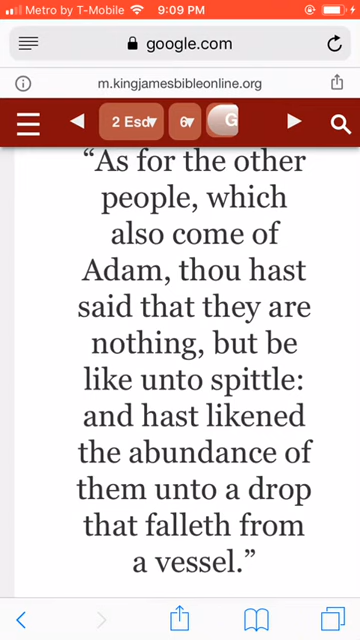 Metro by T-Mobile 9:09 PM
google.com
m.kingjamesbibleonline.org
2 Esd 6 G
“As for the other
people, which
also come of
Adam, thou hast
said that they are
nothing, but be
like unto spittle:
and hast likened
the abundance of
them unto a drop
that falleth from
a vessel.”